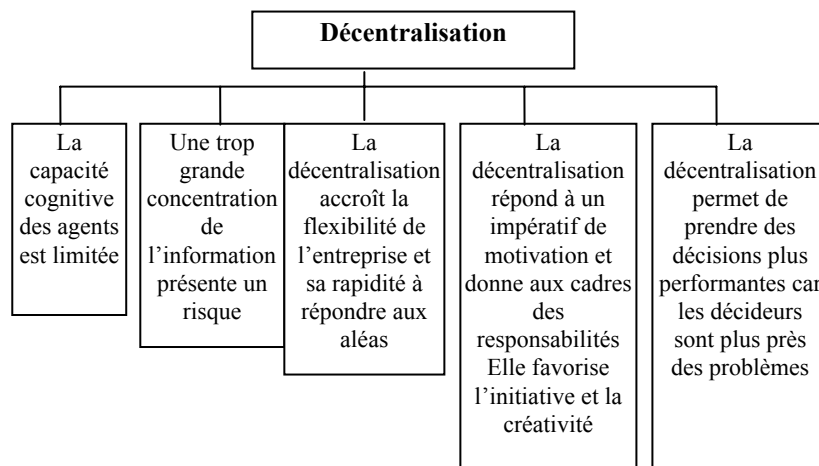 Décentralisation
La
capacité
cognitive
des agents
est limitée
Une trop
grande
concentration
de
l’information
présente un
risque
La
décentralisation
accroît la
flexibilité de
l’entreprise et
sa rapidité à
répondre aux
aléas
La
décentralisation
répond à un
impératif de
motivation et
donne aux cadres
des
responsabilités
Elle favorise
l’initiative et la
créativité
La
décentralisation
permet de
prendre des
décisions plus
performantes car
les décideurs
sont plus près
des problèmes